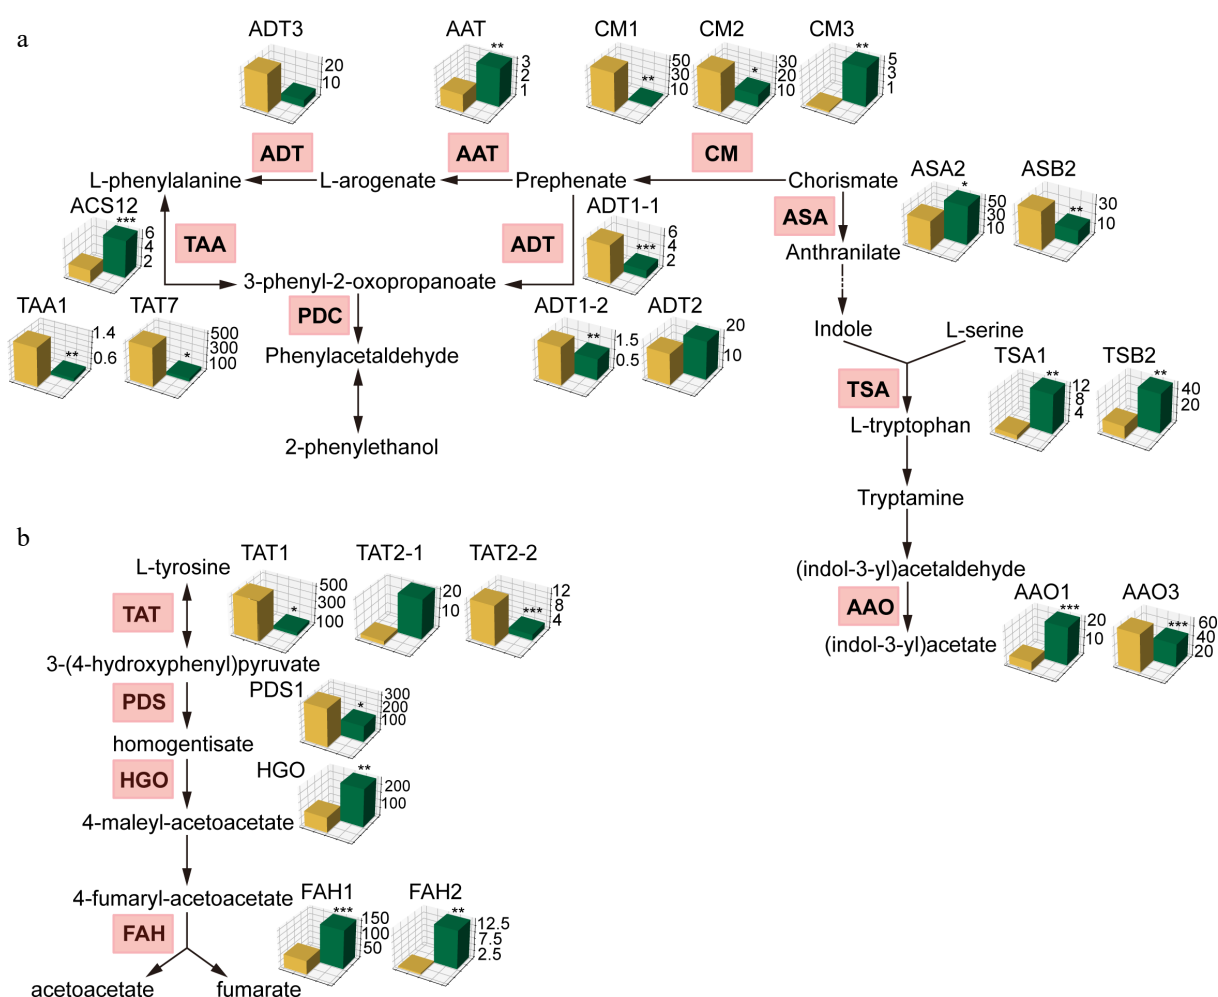 a
ADT3
20
10
AAT
**
3
2
1
CM1
**
50
30
10
CM2
*
30
20
10
CM3
**
5
3
1
ADT
AAT
CM
L-phenylalanine
L-arogenate
Prephenate
Chorismate
ASA2
*
50
30
10
ASB2
**
30
10
ACS12
***
6
4
2
TAA
ADT
ADT1-1
***
6
4
2
ASA
Anthranilate
3-phenyl-2-oxopropanoate
TAA1
**
1.4
0.6
TAT7
*
500
300
100
PDC
ADT1-2
**
1.5
0.5
ADT2
20
10
Phenylacetaldehyde
2-phenylethanol
Indole
L-serine
TSA1
**
12
8
4
TSB2
**
40
20
TSA
L-tryptophan
Tryptamine
(indol-3-yl)acetaldehyde
AAO
AAO1
***
20
10
AAO3
***
60
40
20
(indol-3-yl)acetate
b
L-tyrosine
TAT1
*
500
300
100
TAT2-1
20
10
TAT2-2
***
12
8
4
TAT
3-(4-hydroxyphenyl)pyruvate
PDS
PDS1
*
300
200
100
homogentisate
HGO
HGO
**
200
100
4-maleyl-acetoacetate
4-fumaryl-acetoacetate
FAH1
***
150
100
50
FAH2
**
12.5
7.5
2.5
FAH
acetoacetate
fumarate